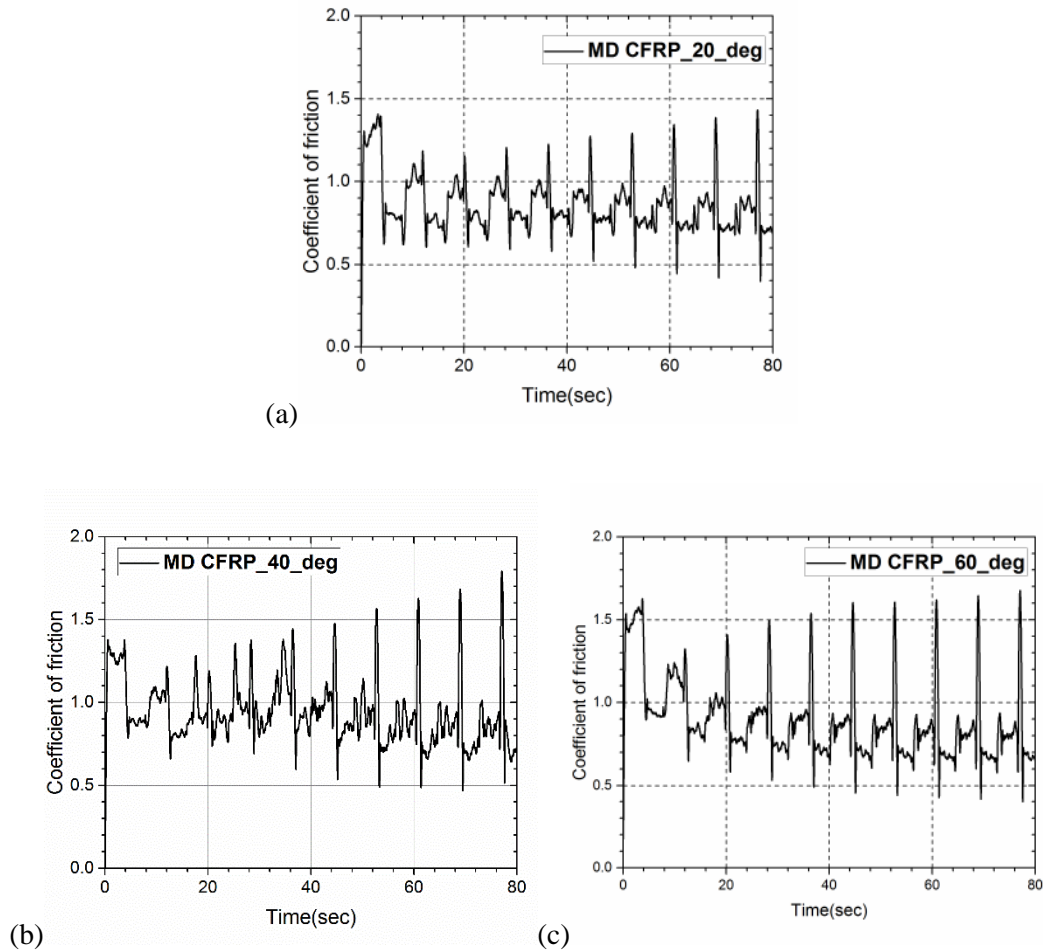 2.0
MD CFRP_20_deg
1.5
1.0
0.5
0.0
Coefficient of friction
0 20 40 60 80
Time(sec)
(a)
2.0
MD CFRP_40_deg
1.5
1.0
0.5
0.0
Coefficient of friction
0 20 40 60 80
Time(sec)
(b)
2.0
MD CFRP_60_deg
1.5
1.0
0.5
0.0
Coefficient of friction
0 20 40 60 80
Time(sec)
(c)